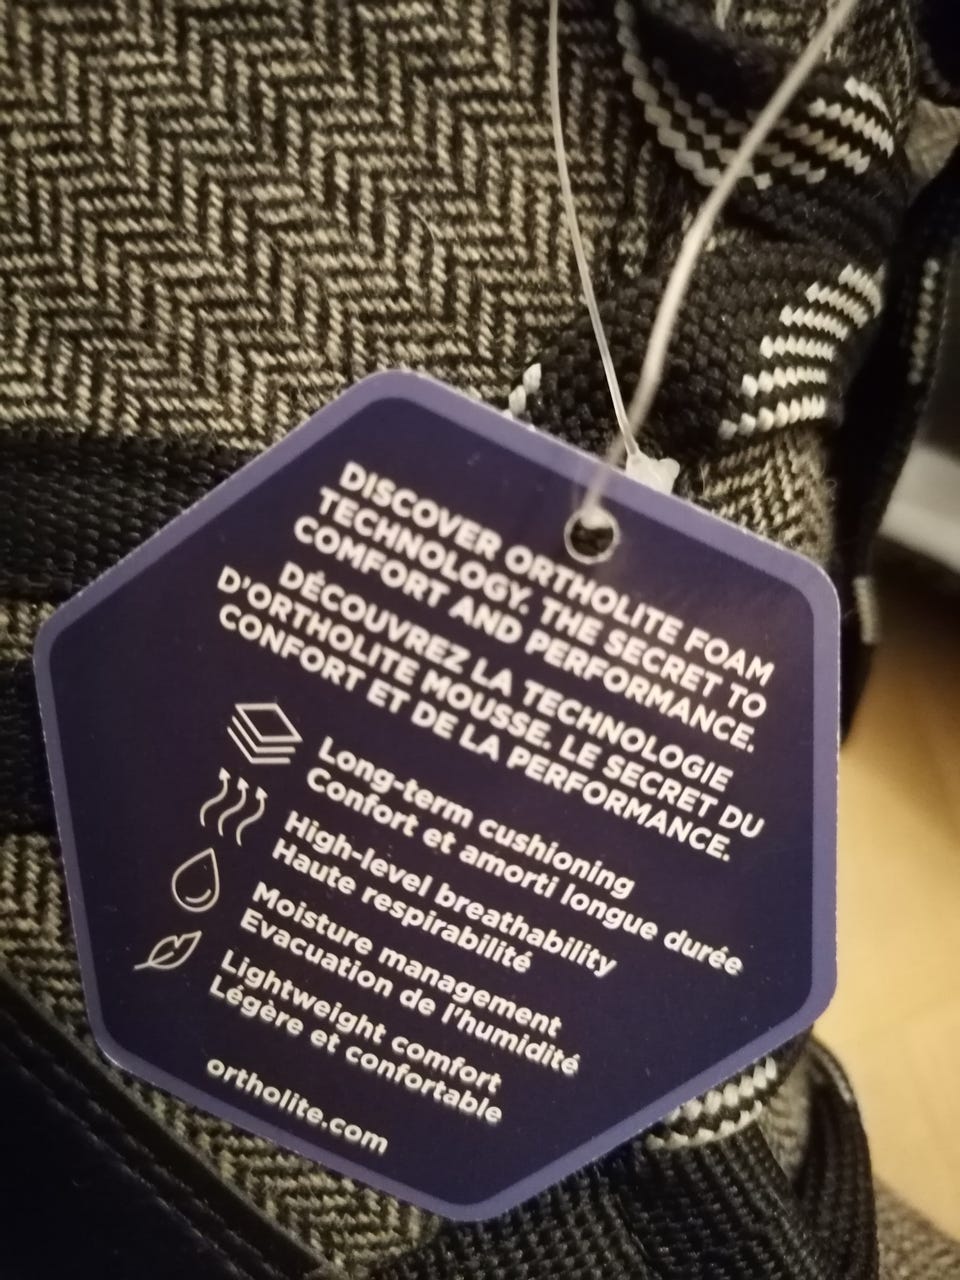 DISCOVER ORTHOLITE FOAM
TECHNOLOGY. THE SECRET TO
COMFORT AND PERFORMANCE.
DÉCOUVREZ LA TECHNOLOGIE
D'ORTHOLITE MOUSSE. LE SECRET DU
CONFORT ET DE LA PERFORMANCE.
Long-term cushioning
Confort et amorti longue durée
High-level breathability
Haute respirabilité
Moisture management
Evacuation de l'humidité
Lightweight comfort
Légère et confortable
ortholite.com